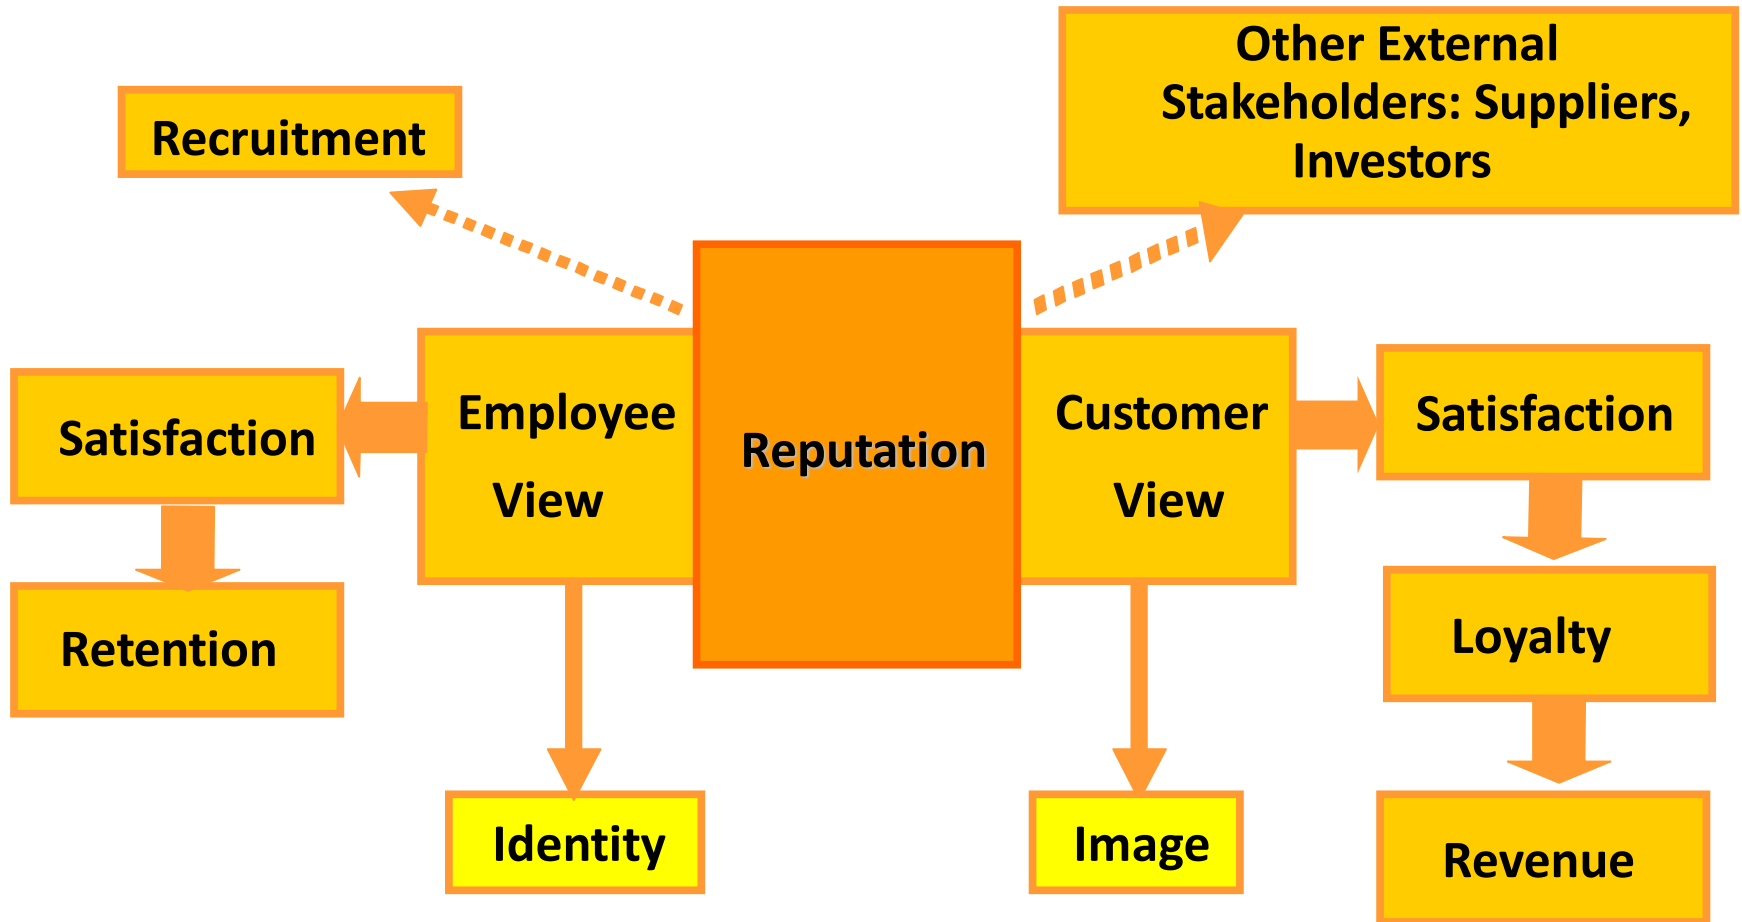 Other External
Stakeholders: Suppliers,
Investors
Recruitment
Employee
View
Reputation
Customer
View
Satisfaction
Satisfaction
Retention
Loyalty
Identity
Image
Revenue